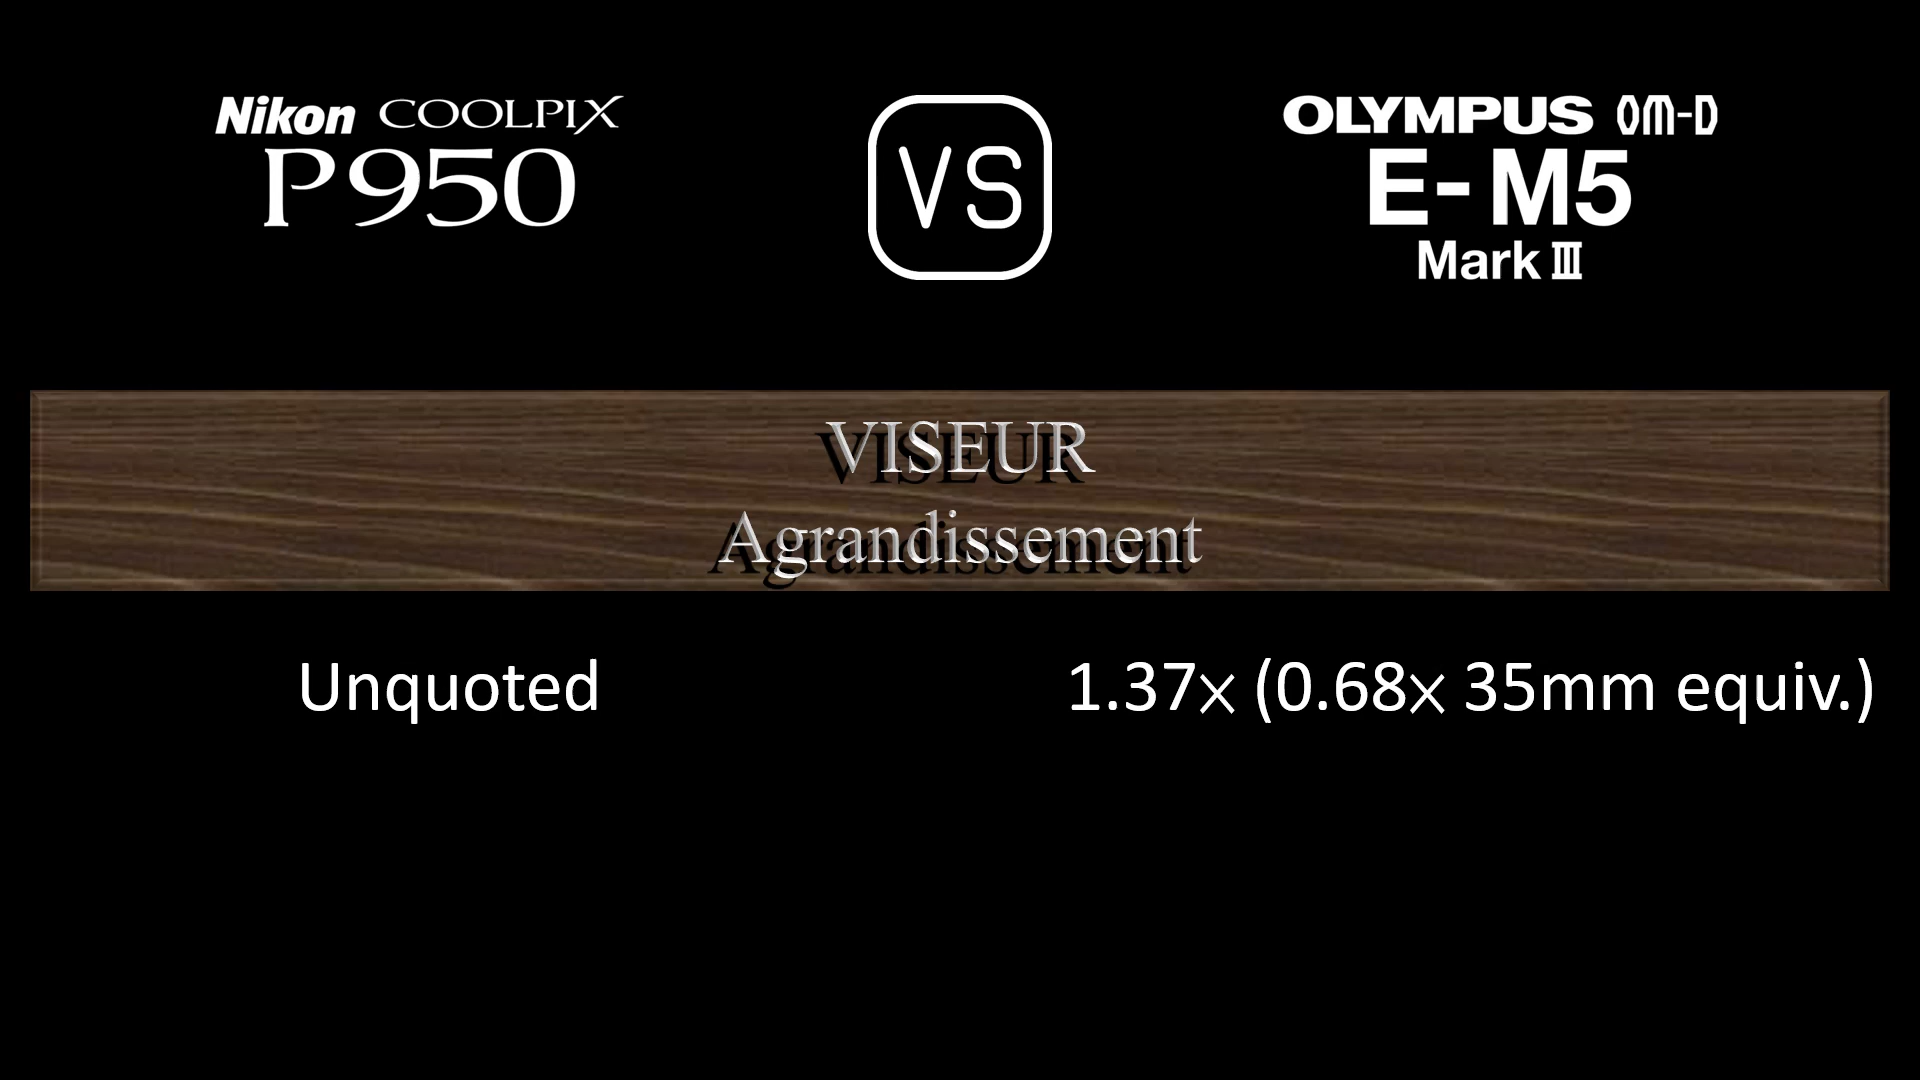 Nikon COOLPIX
P950
VS
OLYMPUS OM-D
E-M5
Mark III
VISEUR
Agrandissement
Unquoted
1.37x (0.68x 35mm equiv.)